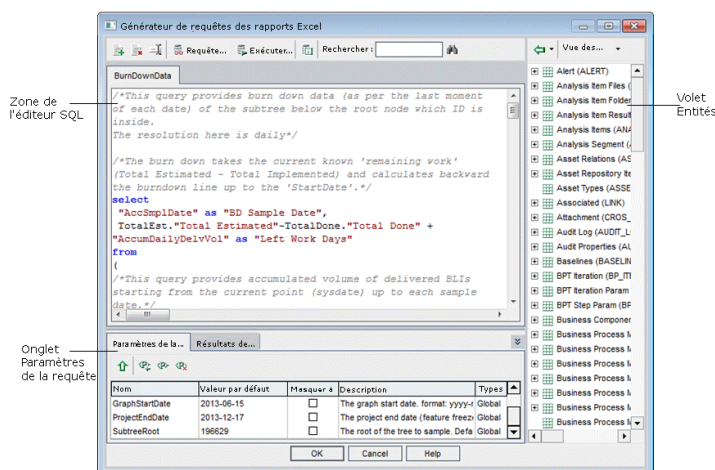 Générateur de requêtes des rapports Excel
Requête... Exécuter... Rechercher: Vue des...
BurnDownData
/*This query provides burn down data (as per the last moment
of each date) of the subtree below the root node which ID is
inside.
The resolution here is daily*/
/*The burn down takes the current known 'remaining work'
(Total Estimated - Total Implemented) and calculates backward
the burndown line up to the 'StartDate'.*/
select
"AccSmplDate" as "BD Sample Date",
TotalEst."Total Estimated"-TotalDone."Total Done" +
"AccumDailyDelvVol" as "Left Work Days"
from
(
/*This query provides accumulated volume of delivered BLIs
starting from the current point (sysdate) up to each sample
date.*/
Zone de
l'éditeur SQL
Alert (ALERT)
Analysis Item Files (
Analysis Item Folder
Analysis Item Result
Analysis Items (ANA
Analysis Segment (
Asset Relations (AS
Asset Repository Ite
Asset Types (ASSE
Associated (LINK)
Attachment (CROS_
Audit Log (AUDIT_L
Audit Properties (AU
Baselines (BASELIN
BPT Iteration (BP_ITE
BPT Iteration Param
BPT Step Param (BP
Business Componer
Business Process M
Business Process M
Business Process M
Business Process M
Business Process M
Business Process M
Business Process M
Volet
Entités
Onglet
Paramètres
de la requête
Paramètres de la... Résultats de...
Nom Valeur par défaut Masquer à Description Types
GraphStartDate 2013-06-15 The graph start date. format: yyyy-r Global
ProjectEndDate 2013-12-17 The project end date (feature freez Global
SubtreeRoot 196629 The root of the tree to sample. Defa Global
OK Cancel Help